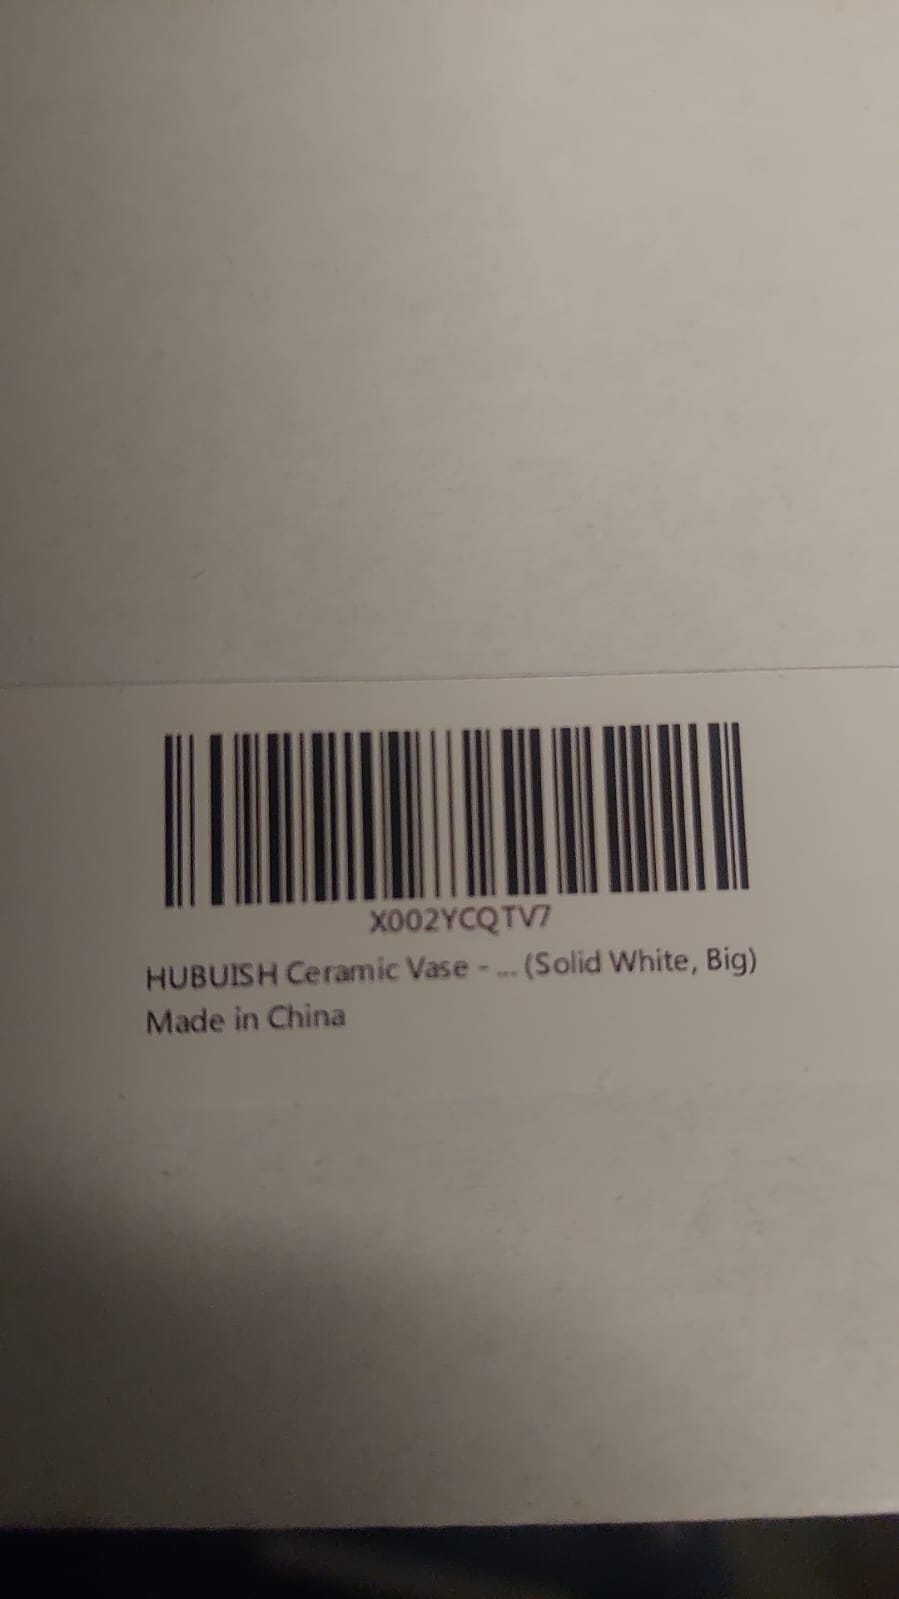 X002YCQTV7
HUBUISH Ceramic Vase - ... (Solid White, Big)
Made in China